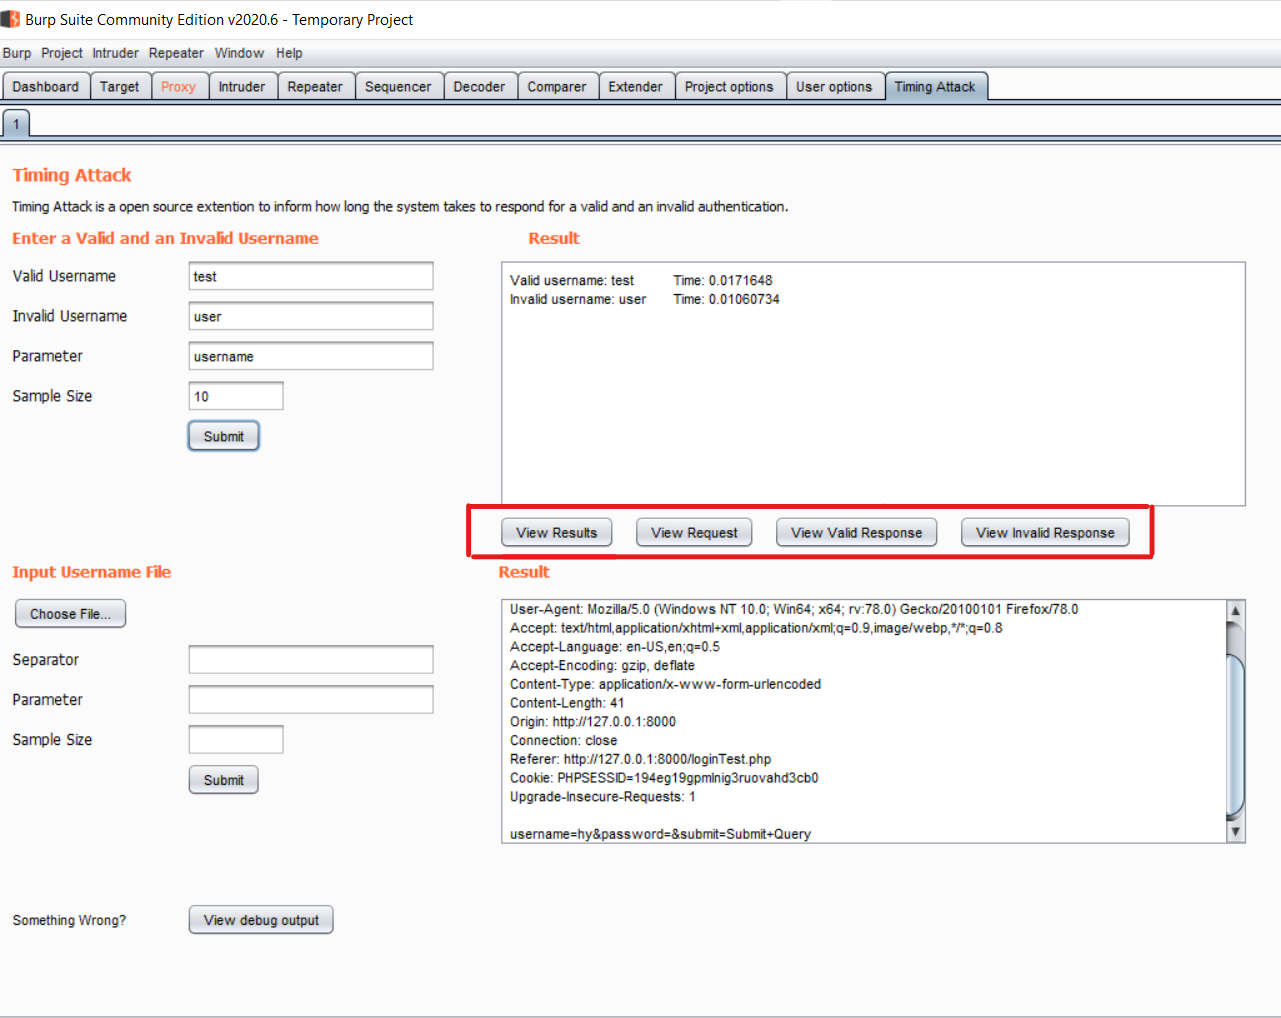 Burp Suite Community Edition v2020.6 - Temporary Project
Burp Project Intruder Repeater Window Help
Dashboard Target Proxy Intruder Repeater Sequencer Decoder Comparer Extender Project options User options Timing Attack
1
Timing Attack
Timing Attack is a open source extention to inform how long the system takes to respond for a valid and an invalid authentication.
Enter a Valid and an Invalid Username
Valid Username test
Invalid Username user
Parameter username
Sample Size 10
Submit
Result
Valid username: test Time: 0.0171648
Invalid username: user Time: 0.01060734
View Results View Request View Valid Response View Invalid Response
Input Username File
Choose File...
Separator
Parameter
Sample Size
Submit
Result
User-Agent: Mozilla/5.0 (Windows NT 10.0; Win64; x64; rv:78.0) Gecko/20100101 Firefox/78.0
Accept: text/html,application/xhtml+xml,application/xml;q=0.9,image/webp,*/*;q=0.8
Accept-Language: en-US,en;q=0.5
Accept-Encoding: gzip, deflate
Content-Type: application/x-www-form-urlencoded
Content-Length: 41
Origin: http://127.0.0.1:8000
Connection: close
Referer: http://127.0.0.1:8000/loginTest.php
Cookie: PHPSESSID=194eg19gpmlnig3ruovahd3cb0
Upgrade-Insecure-Requests: 1
username=hy&password=&submit=Submit+Query
Something Wrong? View debug output